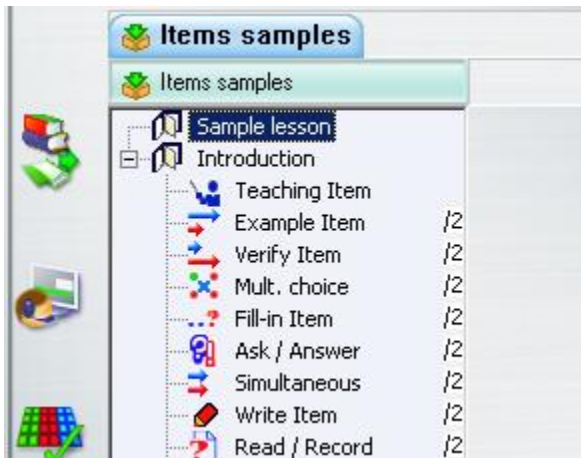 Items samples
Items samples
Sample lesson
Introduction
Teaching Item
Example Item /2
Verify Item /2
Mult. choice /2
Fill-in Item /2
Ask / Answer /2
Simultaneous /2
Write Item /2
Read / Record /2